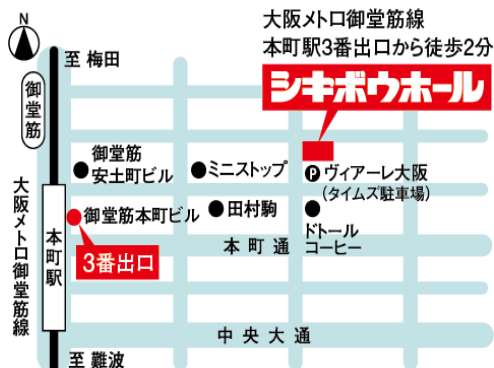 N
至 梅田
御堂筋
大阪メトロ御堂筋線
本町駅3番出口から徒歩2分
シキボウホール
御堂筋
安土町ビル
ミニストップ
P ヴィアーレ大阪
(タイムズ駐車場)
御堂筋本町ビル
田村駒
ドトール
コーヒー
3番出口
本町通
本町駅
大阪メトロ御堂筋線
中央大通
至 難波